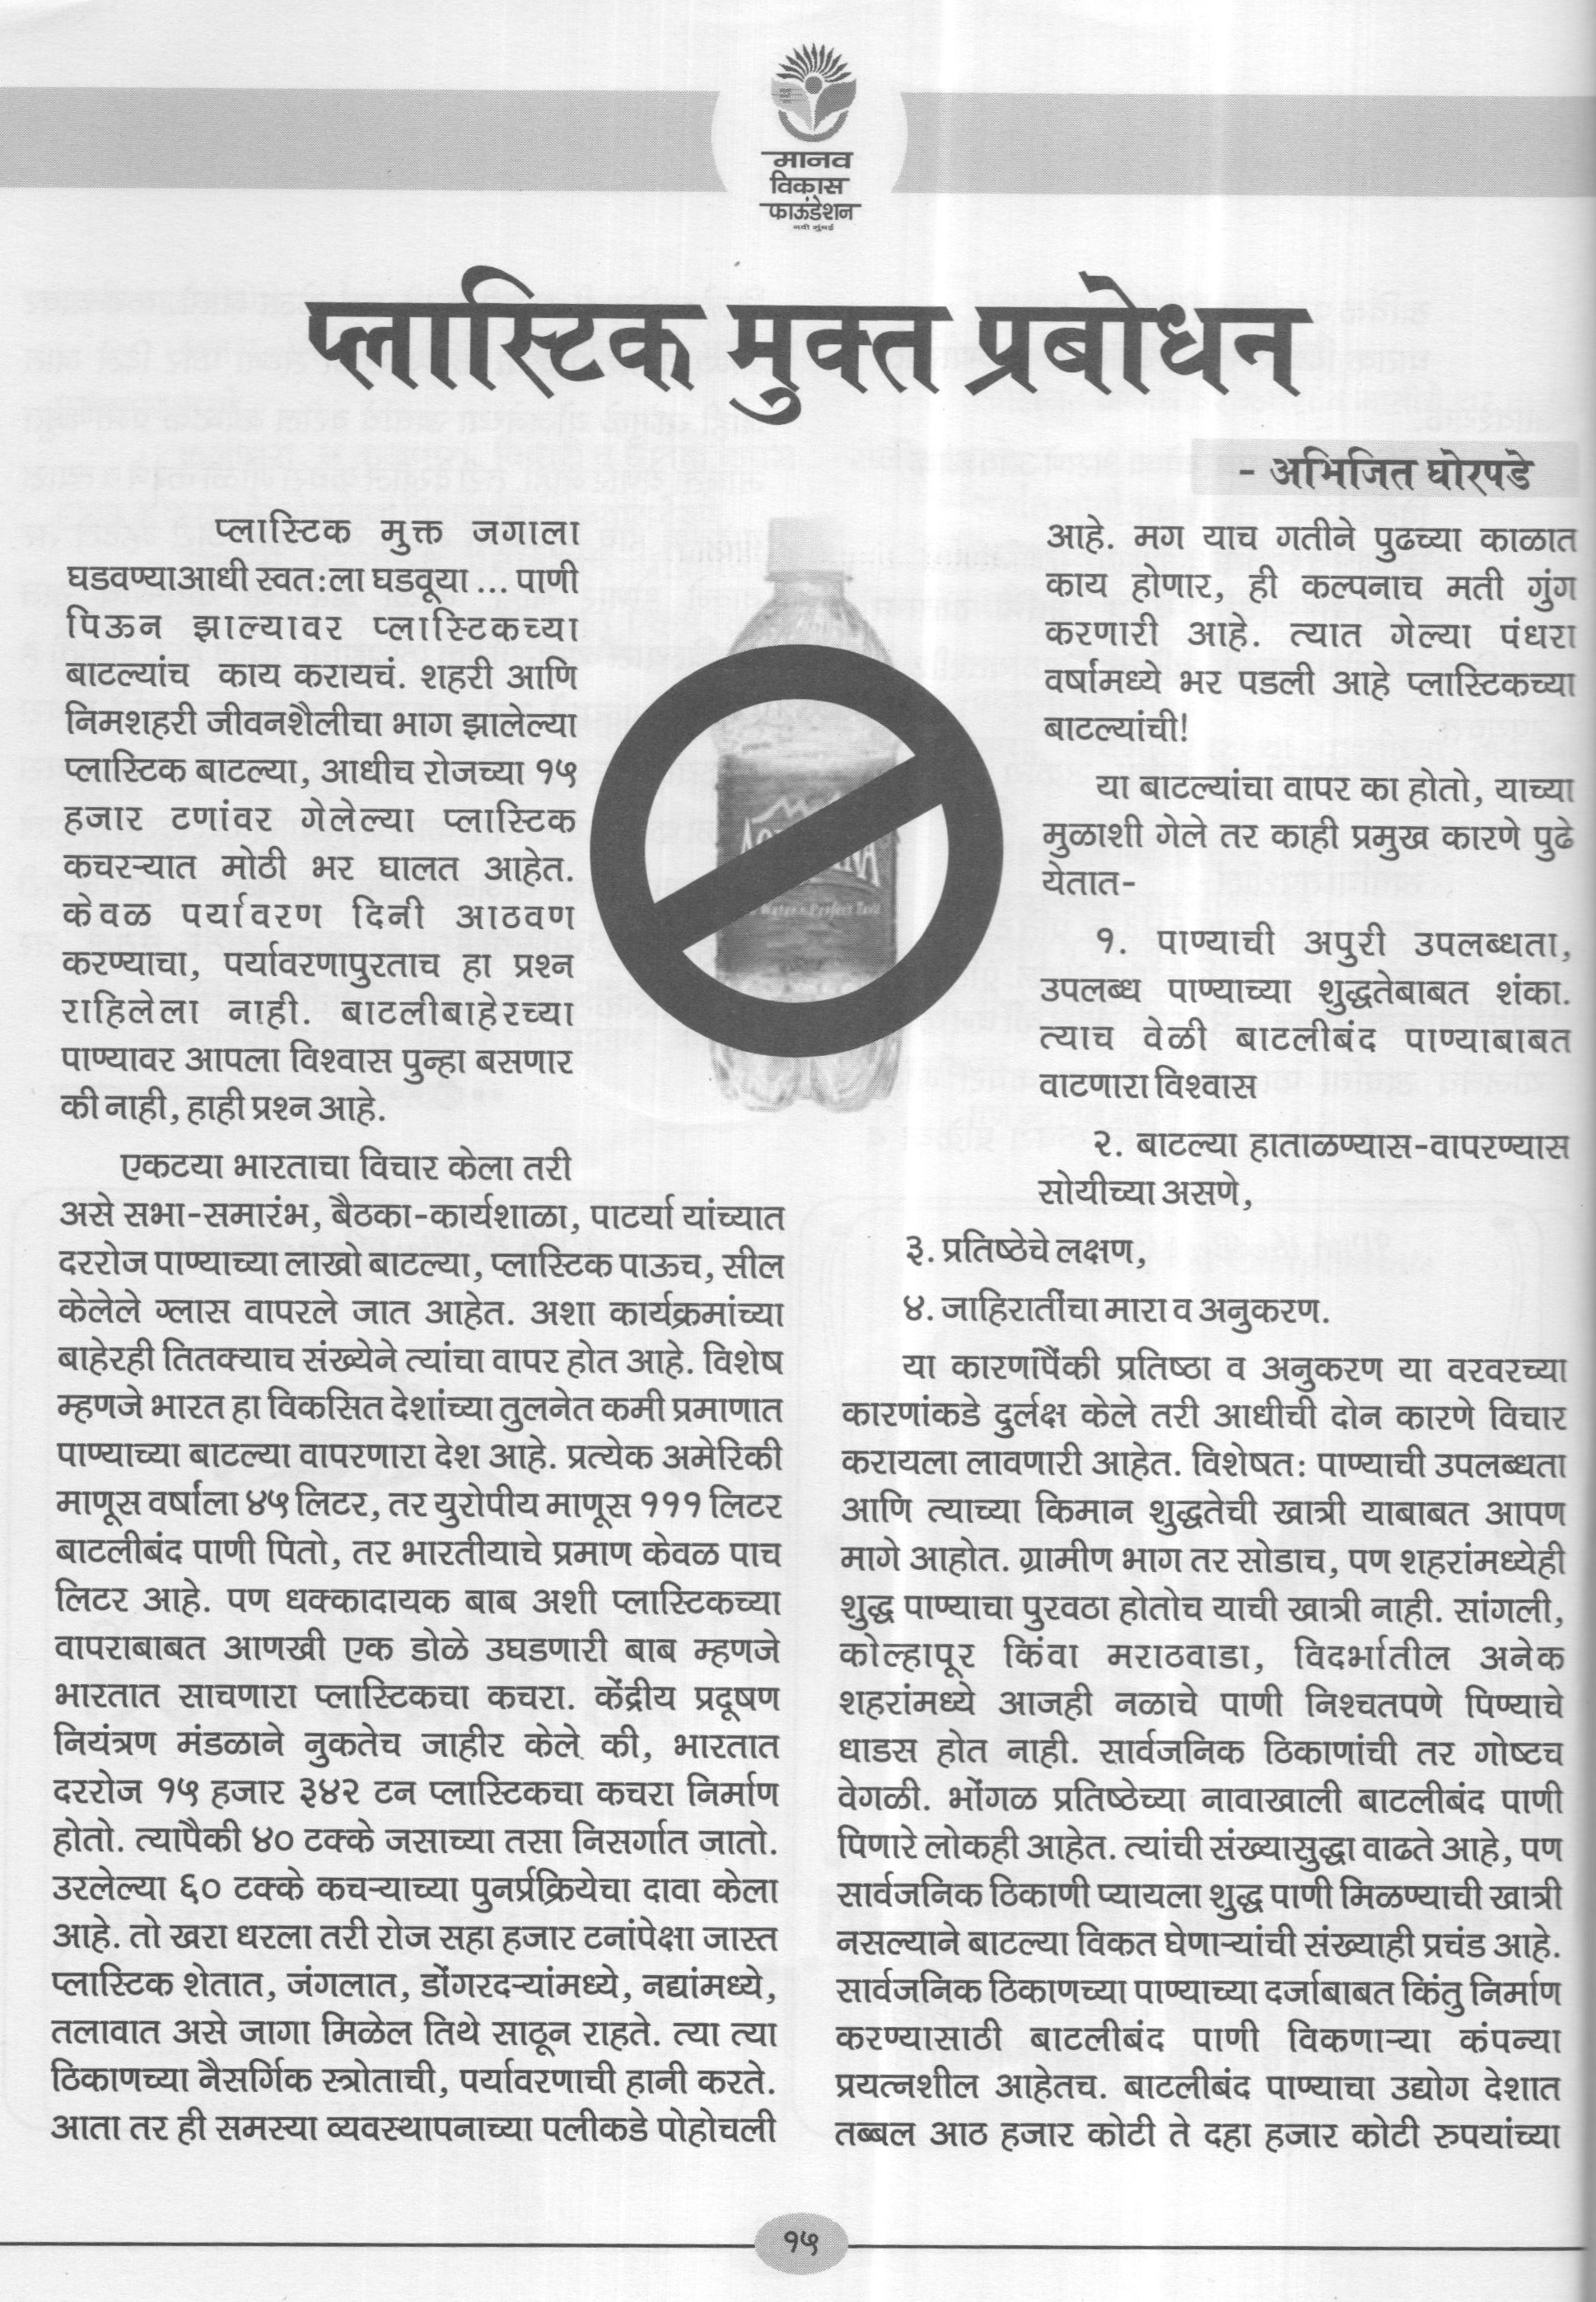 मानव
विकास
फाऊंडेशन
नवी मुंबई
प्लास्टिक मुक्त प्रबोधन
- अभिजित घोरपडे
प्लास्टिक मुक्त जगाला
घडवण्याआधी स्वत:ला घडवूया ... पाणी
पिऊन झाल्यावर प्लास्टिकच्या
बाटल्यांच काय करायचं. शहरी आणि
निमशहरी जीवनशैलीचा भाग झालेल्या
प्लास्टिक बाटल्या, आधीच रोजच्या १५
हजार टणांवर गेलेल्या प्लास्टिक
कचरऱ्यात मोठी भर घालत आहेत.
केवळ पर्यावरण दिनी आठवण
करण्याचा, पर्यावरणापुरताच हा प्रश्न
राहिलेला नाही. बाटलीबाहेरच्या
पाण्यावर आपला विश्वास पुन्हा बसणार
की नाही, हाही प्रश्न आहे.
एकटया भारताचा विचार केला तरी
असे सभा-समारंभ, बैठका-कार्यशाळा, पाटर्या यांच्यात
दररोज पाण्याच्या लाखो बाटल्या, प्लास्टिक पाऊच, सील
केलेले ग्लास वापरले जात आहेत. अशा कार्यक्रमांच्या
बाहेरही तितक्याच संख्येने त्यांचा वापर होत आहे. विशेष
म्हणजे भारत हा विकसित देशांच्या तुलनेत कमी प्रमाणात
पाण्याच्या बाटल्या वापरणारा देश आहे. प्रत्येक अमेरिकी
माणूस वर्षाला ४५ लिटर, तर युरोपीय माणूस १११ लिटर
बाटलीबंद पाणी पितो, तर भारतीयाचे प्रमाण केवळ पाच
लिटर आहे. पण धक्कादायक बाब अशी प्लास्टिकच्या
वापराबाबत आणखी एक डोळे उघडणारी बाब म्हणजे
भारतात साचणारा प्लास्टिकचा कचरा. केंद्रीय प्रदूषण
नियंत्रण मंडळाने नुकतेच जाहीर केले की, भारतात
दररोज १५ हजार ३४२ टन प्लास्टिकचा कचरा निर्माण
होतो. त्यापैकी ४० टक्के जसाच्या तसा निसर्गात जातो.
उरलेल्या ६० टक्के कचऱ्याच्या पुनर्प्रक्रियेचा दावा केला
आहे. तो खरा धरला तरी रोज सहा हजार टनांपेक्षा जास्त
प्लास्टिक शेतात, जंगलात, डोंगरदऱ्यांमध्ये, नद्यांमध्ये,
तलावात असे जागा मिळेल तिथे साठून राहते. त्या त्या
ठिकाणच्या नैसर्गिक स्त्रोताची, पर्यावरणाची हानी करते.
आता तर ही समस्या व्यवस्थापनाच्या पलीकडे पोहोचली
आहे. मग याच गतीने पुढच्या काळात
काय होणार, ही कल्पनाच मती गुंग
करणारी आहे. त्यात गेल्या पंधरा
वर्षांमध्ये भर पडली आहे प्लास्टिकच्या
बाटल्यांची!
या बाटल्यांचा वापर का होतो, याच्या
मुळाशी गेले तर काही प्रमुख कारणे पुढे
येतात-
१. पाण्याची अपुरी उपलब्धता,
उपलब्ध पाण्याच्या शुद्धतेबाबत शंका.
त्याच वेळी बाटलीबंद पाण्याबाबत
वाटणारा विश्वास
२. बाटल्या हाताळण्यास-वापरण्यास
सोयीच्या असणे,
३. प्रतिष्ठेचे लक्षण,
४. जाहिरातींचा मारा व अनुकरण.
या कारणांपैंकी प्रतिष्ठा व अनुकरण या वरवरच्या
कारणांकडे दुर्लक्ष केले तरी आधीची दोन कारणे विचार
करायला लावणारी आहेत. विशेषत: पाण्याची उपलब्धता
आणि त्याच्या किमान शुद्धतेची खात्री याबाबत आपण
मागे आहोत. ग्रामीण भाग तर सोडाच, पण शहरांमध्येही
शुद्ध पाण्याचा पुरवठा होतोच याची खात्री नाही. सांगली,
कोल्हापूर किंवा मराठवाडा, विदर्भातील अनेक
शहरांमध्ये आजही नळाचे पाणी निश्चतपणे पिण्याचे
धाडस होत नाही. सार्वजनिक ठिकाणांची तर गोष्टच
वेगळी. भोंगळ प्रतिष्ठेच्या नावाखाली बाटलीबंद पाणी
पिणारे लोकही आहेत. त्यांची संख्यासुद्धा वाढते आहे, पण
सार्वजनिक ठिकाणी प्यायला शुद्ध पाणी मिळण्याची खात्री
नसल्याने बाटल्या विकत घेणाऱ्यांची संख्याही प्रचंड आहे.
सार्वजनिक ठिकाणच्या पाण्याच्या दर्जाबाबत किंतु निर्माण
करण्यासाठी बाटलीबंद पाणी विकणाऱ्या कंपन्या
प्रयत्नशील आहेतच. बाटलीबंद पाण्याचा उद्योग देशात
तब्बल आठ हजार कोटी ते दहा हजार कोटी रुपयांच्या
१५